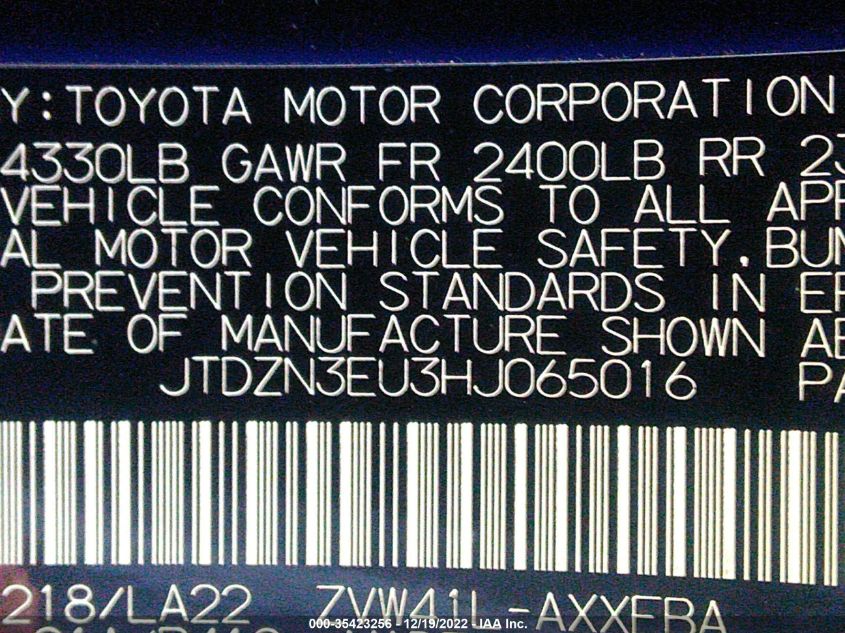 Y:TOYOTA MOTOR CORPORATION
4330LB GAWR FR 2400LB RR 23
VEHICLE CONFORMS TO ALL APP
AL MOTOR VEHICLE SAFETY, BUM
PREVENTION STANDARDS IN EF
ATE OF MANUFACTURE SHOWN AB
JTDZN3EU3HJ065016 PA
218/LA22 ZVW41L-AXXEBA
000-35423256 - 12/19/2022 - IAA Inc.